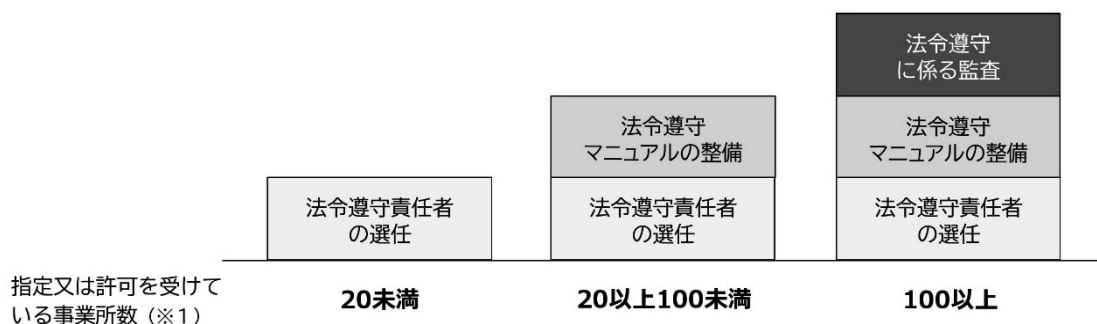 法令遵守
に係る監査
法令遵守
マニュアルの整備
法令遵守
マニュアルの整備
法令遵守責任者
の選任
法令遵守責任者
の選任
法令遵守責任者
の選任
指定又は許可を受けて
いる事業所数（※1）
20未満
20以上100未満
100以上